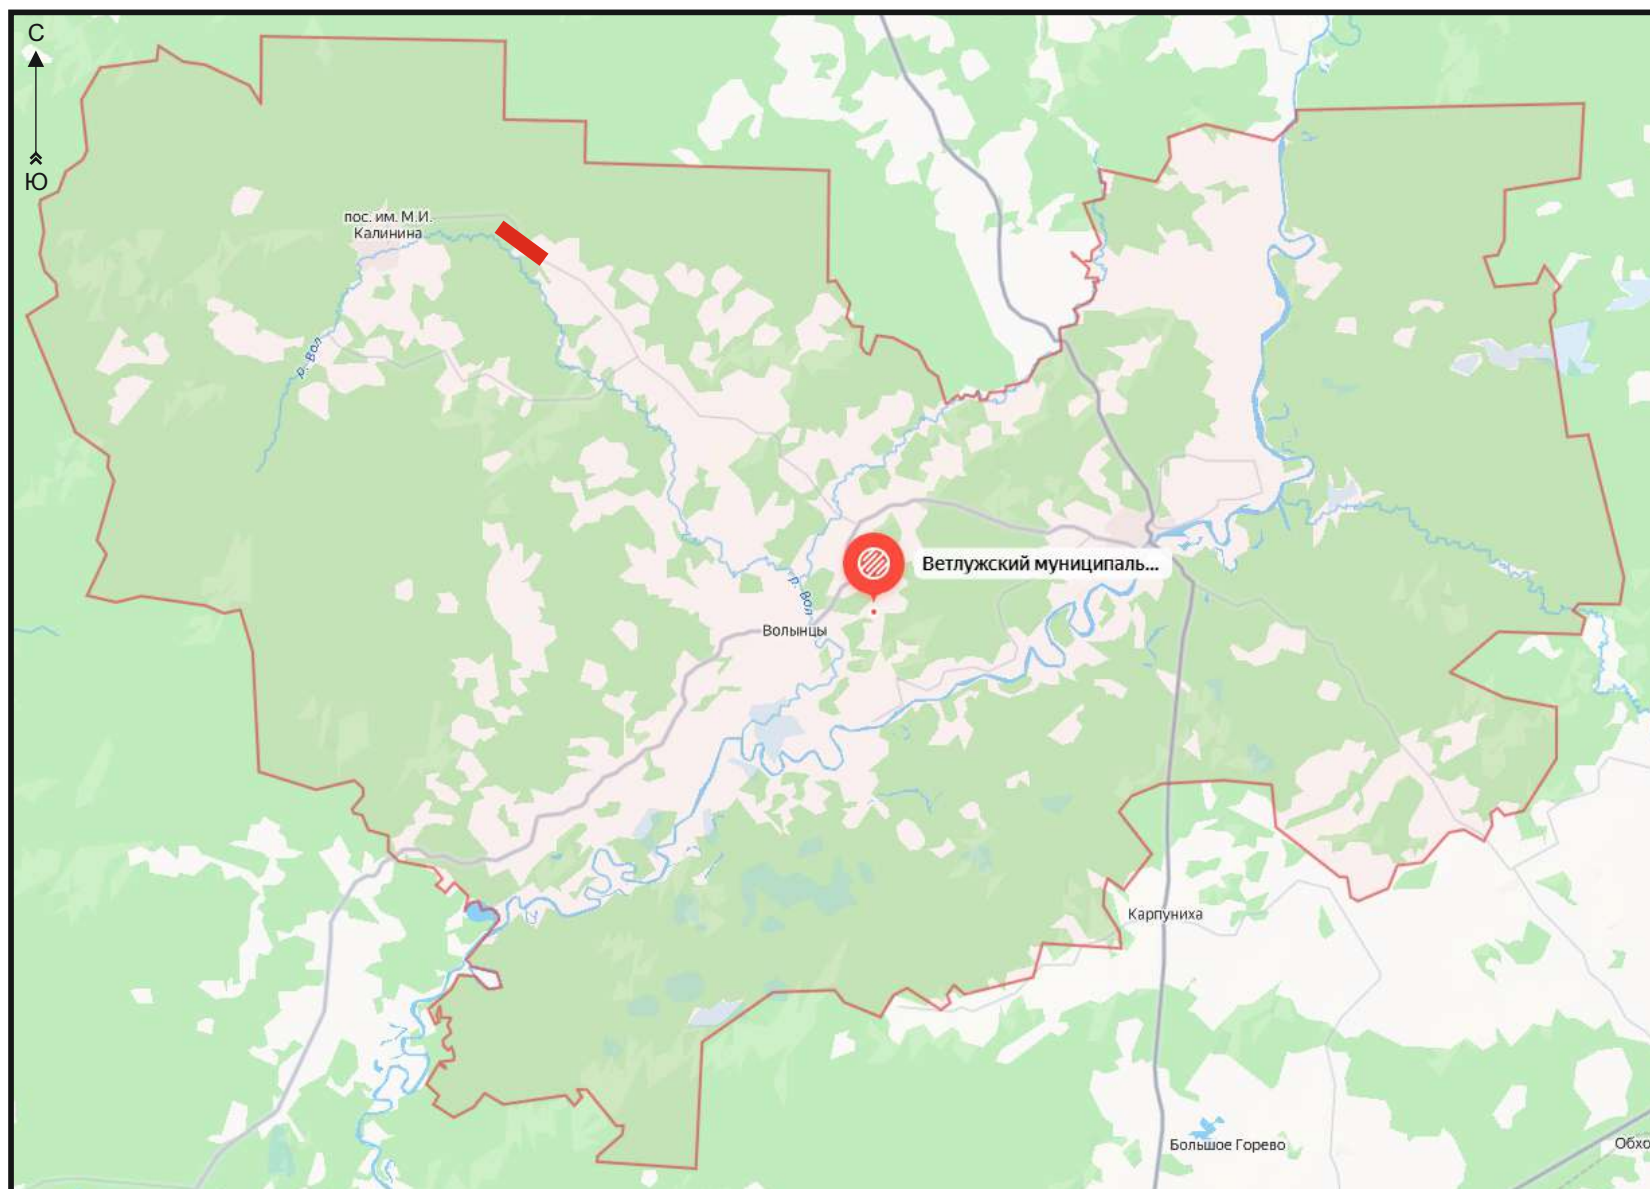 С
Ю
пос. им. М.И.
Калинина
р. Вол
Ветлужский муниципаль...
р. Вол
Волынцы
Карпуниха
Большое Горево
Обхо